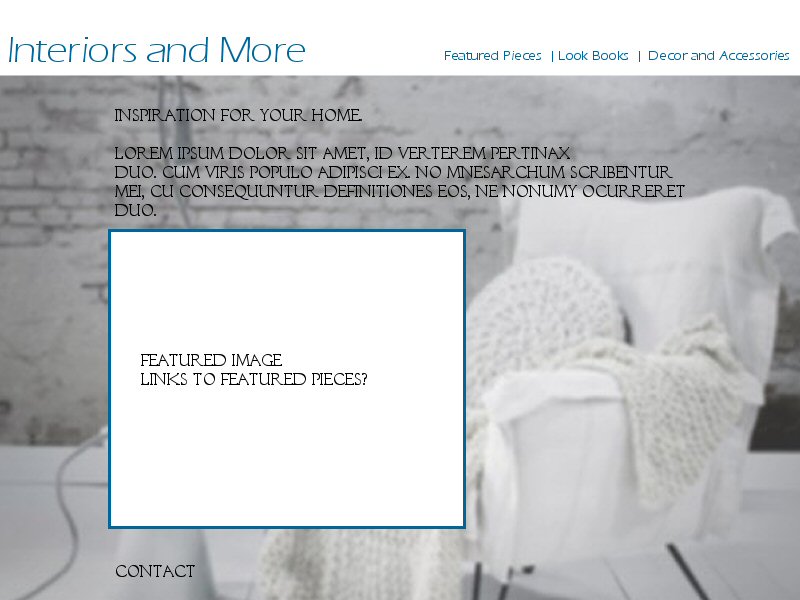 Interiors and More
Featured Pieces | Look Books | Decor and Accessories
INSPIRATION FOR YOUR HOME.
LOREM IPSUM DOLOR SIT AMET, ID VERTEREM PERTINAX
DUO. CUM VIRIS POPULO ADIPISCI EX. NO MNESARCHUM SCRIBENTUR
MEI, CU CONSEQUUNTUR DEFINITIONES EOS, NE NONUMY OCURRERET
DUO.
FEATURED IMAGE
LINKS TO FEATURED PIECES?
CONTACT